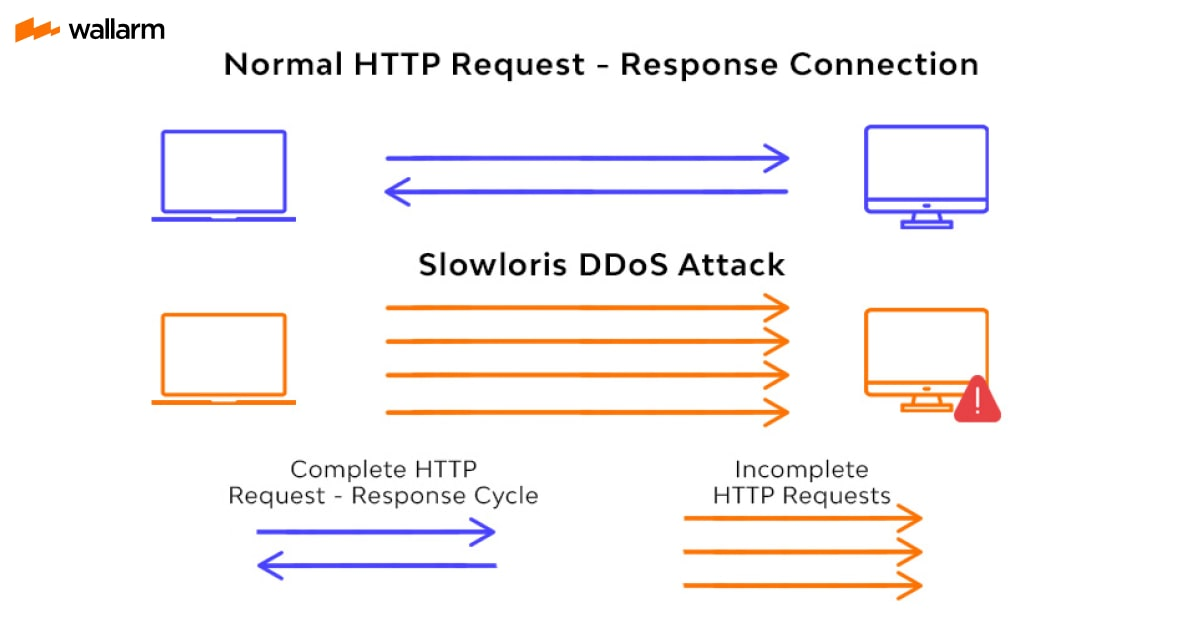 wallarm
Normal HTTP Request - Response Connection
Slowloris DDoS Attack
Complete HTTP
Request - Response Cycle
Incomplete
HTTP Requests